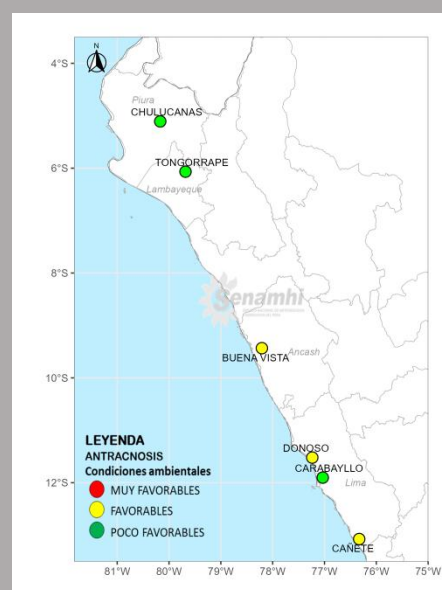 N
4°S
Piura
CHULUCANAS
6°S
TONGORRAPE
Lambayeque
8°S
Senamhi
BUENA VISTA
Ancash
10°S
DONOSO
CARABAYLLO
12°S
Lima
CAÑETE
LEYENDA
ANTRACNOSIS
Condiciones ambientales
MUY FAVORABLES
FAVORABLES
POCO FAVORABLES
81°W 80°W 79°W 78°W 77°W 76°W 75°W